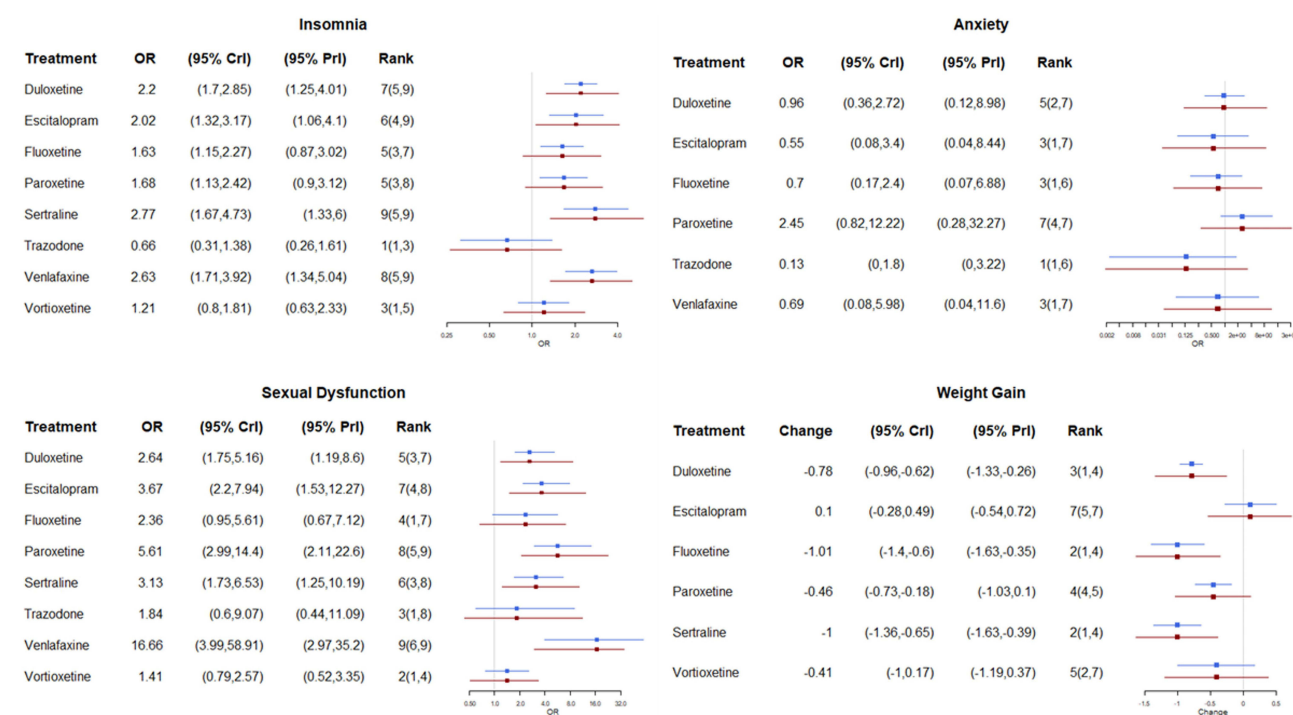 Insomnia
Treatment OR (95% CrI) (95% PrI) Rank
Duloxetine 2.2 (1.7,2.85) (1.25,4.01) 7(5,9)
Escitalopram 2.02 (1.32,3.17) (1.06,4.1) 6(4,9)
Fluoxetine 1.63 (1.15,2.27) (0.87,3.02) 5(3,7)
Paroxetine 1.68 (1.13,2.42) (0.9,3.12) 5(3,8)
Sertraline 2.77 (1.67,4.73) (1.33,6) 9(5,9)
Trazodone 0.66 (0.31,1.38) (0.26,1.61) 1(1,3)
Venlafaxine 2.63 (1.71,3.92) (1.34,5.04) 8(5,9)
Vortioxetine 1.21 (0.8,1.81) (0.63,2.33) 3(1,5)
0.25 0.50 1.0 2.0 4.0
OR
Anxiety
Treatment OR (95% CrI) (95% PrI) Rank
Duloxetine 0.96 (0.36,2.72) (0.12,8.98) 5(2,7)
Escitalopram 0.55 (0.08,3.4) (0.04,8.44) 3(1,7)
Fluoxetine 0.7 (0.17,2.4) (0.07,6.88) 3(1,6)
Paroxetine 2.45 (0.82,12.22) (0.28,32.27) 7(4,7)
Trazodone 0.13 (0,1.8) (0,3.22) 1(1,6)
Venlafaxine 0.69 (0.08,5.98) (0.04,11.6) 3(1,7)
0.002 0.008 0.031 0.125 0.500 2e+00 8e+00
OR
Sexual Dysfunction
Treatment OR (95% CrI) (95% PrI) Rank
Duloxetine 2.64 (1.75,5.16) (1.19,8.6) 5(3,7)
Escitalopram 3.67 (2.2,7.94) (1.53,12.27) 7(4,8)
Fluoxetine 2.36 (0.95,5.61) (0.67,7.12) 4(1,7)
Paroxetine 5.61 (2.99,14.4) (2.11,22.6) 8(5,9)
Sertraline 3.13 (1.73,6.53) (1.25,10.19) 6(3,8)
Trazodone 1.84 (0.6,9.07) (0.44,11.09) 3(1,8)
Venlafaxine 16.66 (3.99,58.91) (2.97,35.2) 9(6,9)
Vortioxetine 1.41 (0.79,2.57) (0.52,3.35) 2(1,4)
0.50 1.0 2.0 4.0 8.0 16.0 32.0
OR
Weight Gain
Treatment Change (95% CrI) (95% PrI) Rank
Duloxetine -0.78 (-0.96,-0.62) (-1.33,-0.26) 3(1,4)
Escitalopram 0.1 (-0.28,0.49) (-0.54,0.72) 7(5,7)
Fluoxetine -1.01 (-1.4,-0.6) (-1.63,-0.35) 2(1,4)
Paroxetine -0.46 (-0.73,-0.18) (-1.03,0.1) 4(4,5)
Sertraline -1 (-1.36,-0.65) (-1.63,-0.39) 2(1,4)
Vortioxetine -0.41 (-1,0.17) (-1.19,0.37) 5(2,7)
-1.5 -1 -0.5 0 0.5
Change